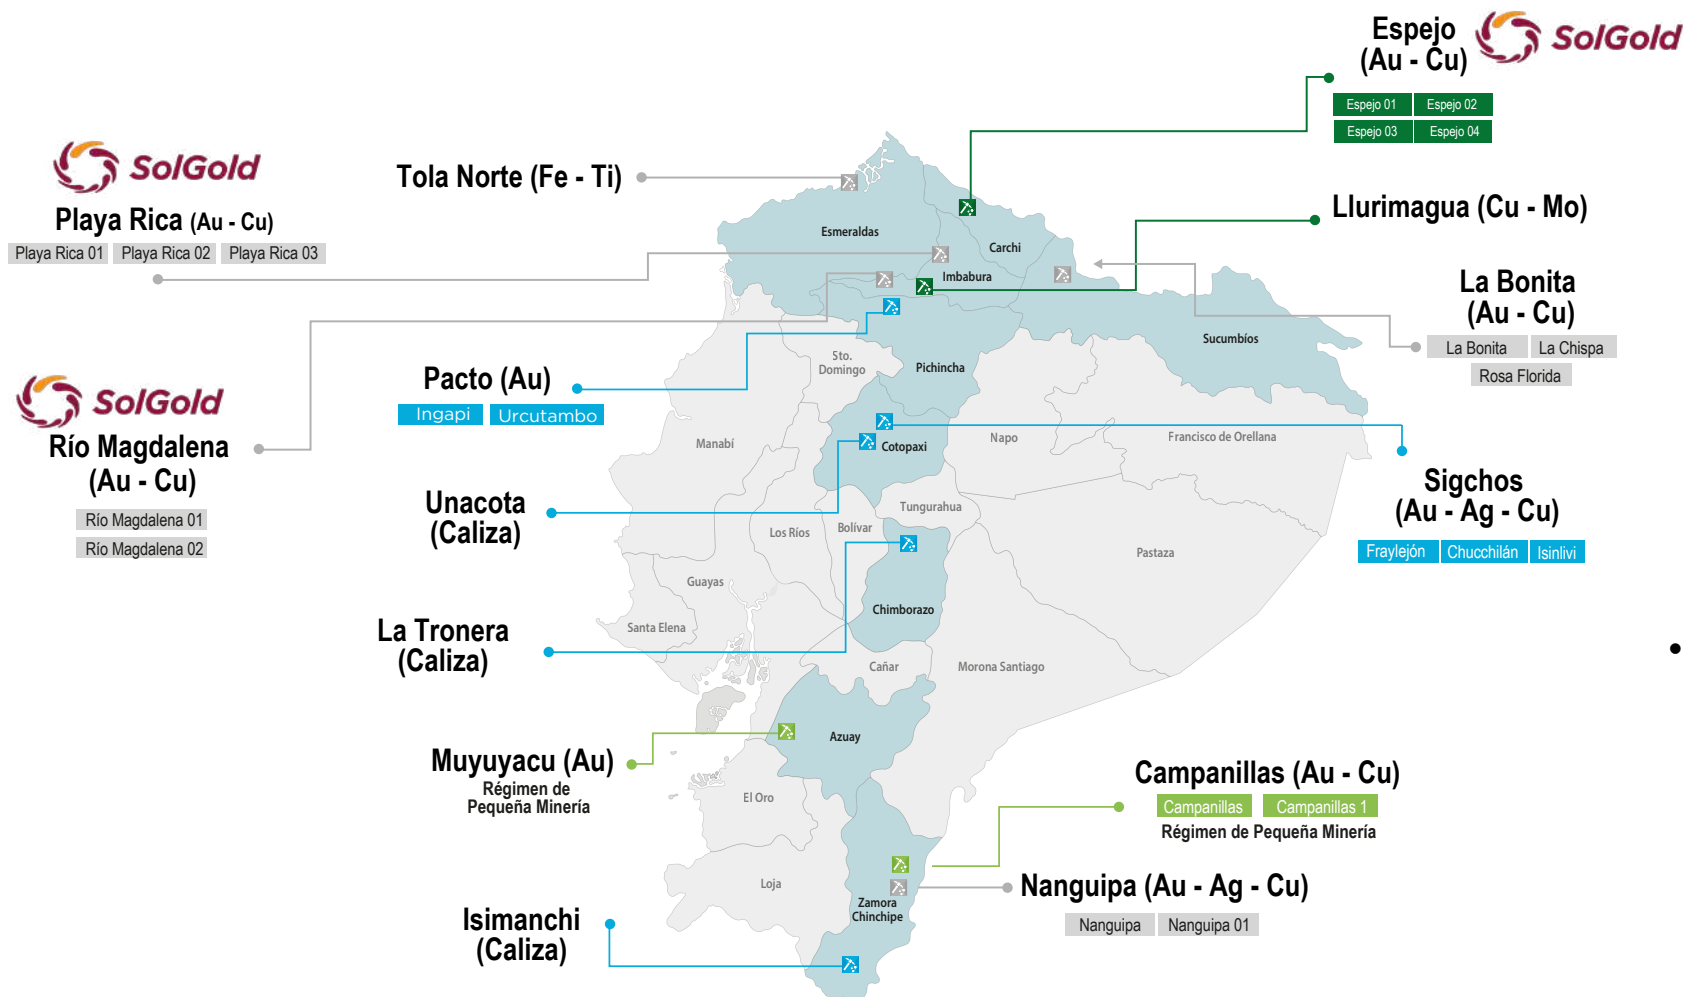 Espejo
(Au - Cu)
SolGold
Espejo 01
Espejo 02
Espejo 03
Espejo 04
SolGold
Playa Rica (Au - Cu)
Playa Rica 01
Playa Rica 02
Playa Rica 03
Tola Norte (Fe - Ti)
Llurimagua (Cu - Mo)
La Bonita
(Au - Cu)
La Bonita
La Chispa
Rosa Florida
SolGold
Río Magdalena
(Au - Cu)
Río Magdalena 01
Río Magdalena 02
Pacto (Au)
Ingapi
Urcutambo
Unacota
(Caliza)
Sigchos
(Au - Ag - Cu)
Fraylejón
Chucchilán
Isinlivi
La Tronera
(Caliza)
Muyuyacu (Au)
Régimen de
Pequeña Minería
Campanillas (Au - Cu)
Campanillas
Campanillas 1
Régimen de Pequeña Minería
Nanguipa (Au - Ag - Cu)
Nanguipa
Nanguipa 01
Isimanchi
(Caliza)
Esmeraldas
Carchi
Imbabura
Sucumbíos
Sto.
Domingo
Pichincha
Manabí
Cotopaxi
Napo
Francisco de Orellana
Tungurahua
Los Ríos
Bolívar
Pastaza
Guayas
Chimborazo
Santa Elena
Cañar
Morona Santiago
Azuay
El Oro
Loja
Zamora
Chinchipe